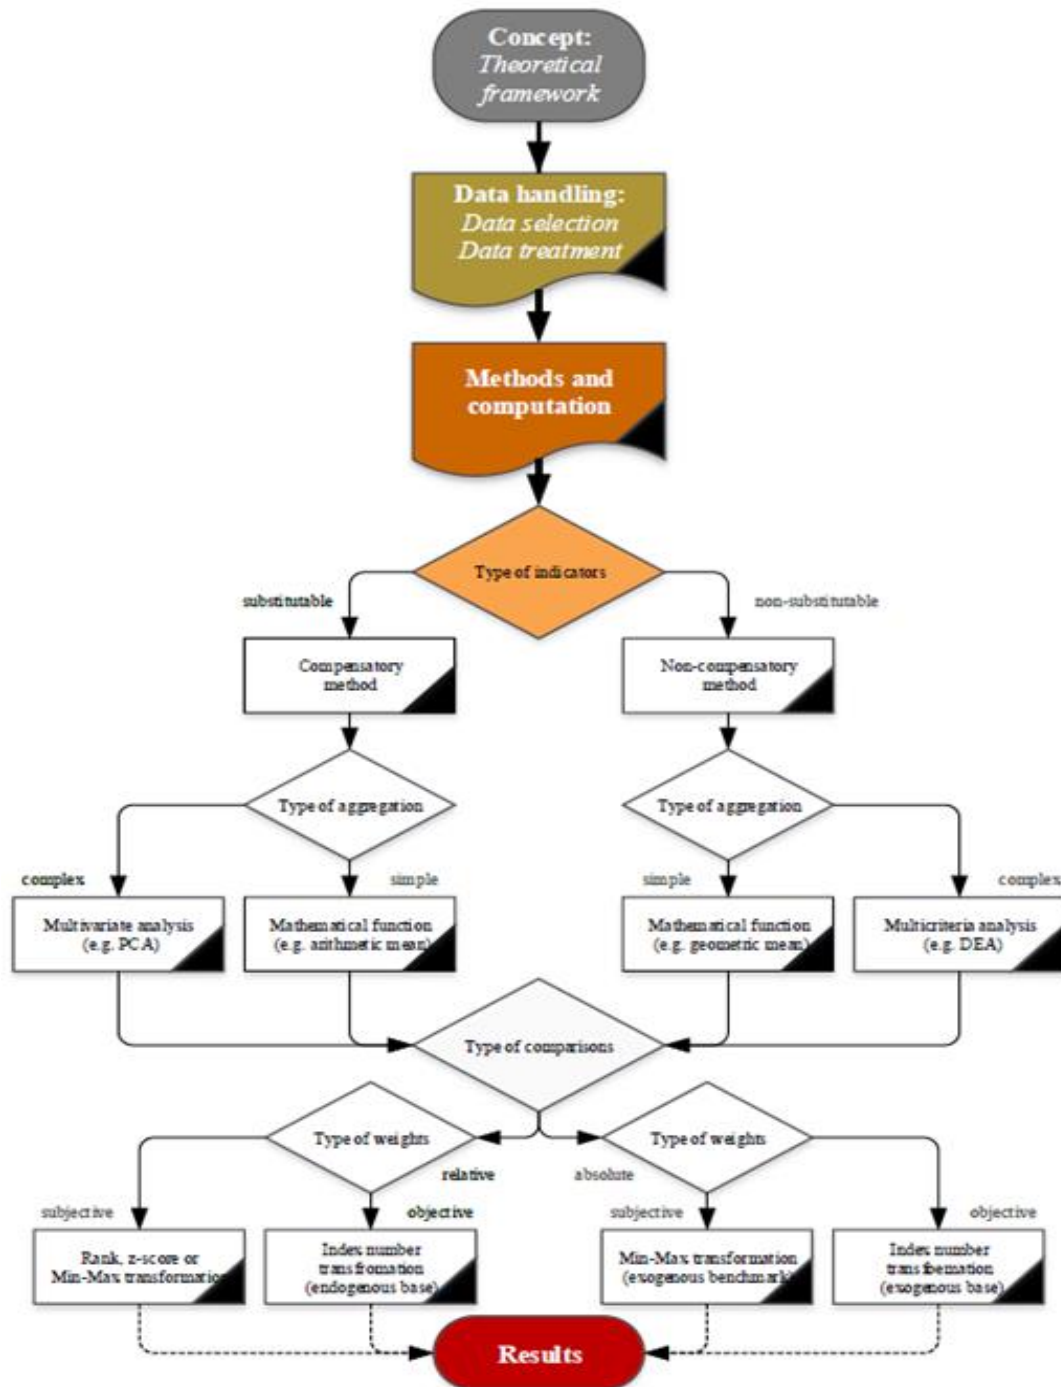 Concept:
Theoretical
framework
Data handling:
Data selection
Data treatment
Methods and
computation
Type of indicators
substitutable
non-substitutable
Compensatory
method
Non-compensatory
method
Type of aggregation
Type of aggregation
complex
simple
simple
complex
Multivariate analysis
(e.g. PCA)
Mathematical function
(e.g. arithmetic mean)
Mathematical function
(e.g. geometric mean)
Multicriteria analysis
(e.g. DEA)
Type of comparisons
Type of weights
Type of weights
relative
absolute
subjective
objective
subjective
objective
Rank, z-score or
Min-Max transformation
Index number
transfromation
(endogenous base)
Min-Max transformation
(exogenous benchmark)
Index number
transformation
(exogenous base)
Results